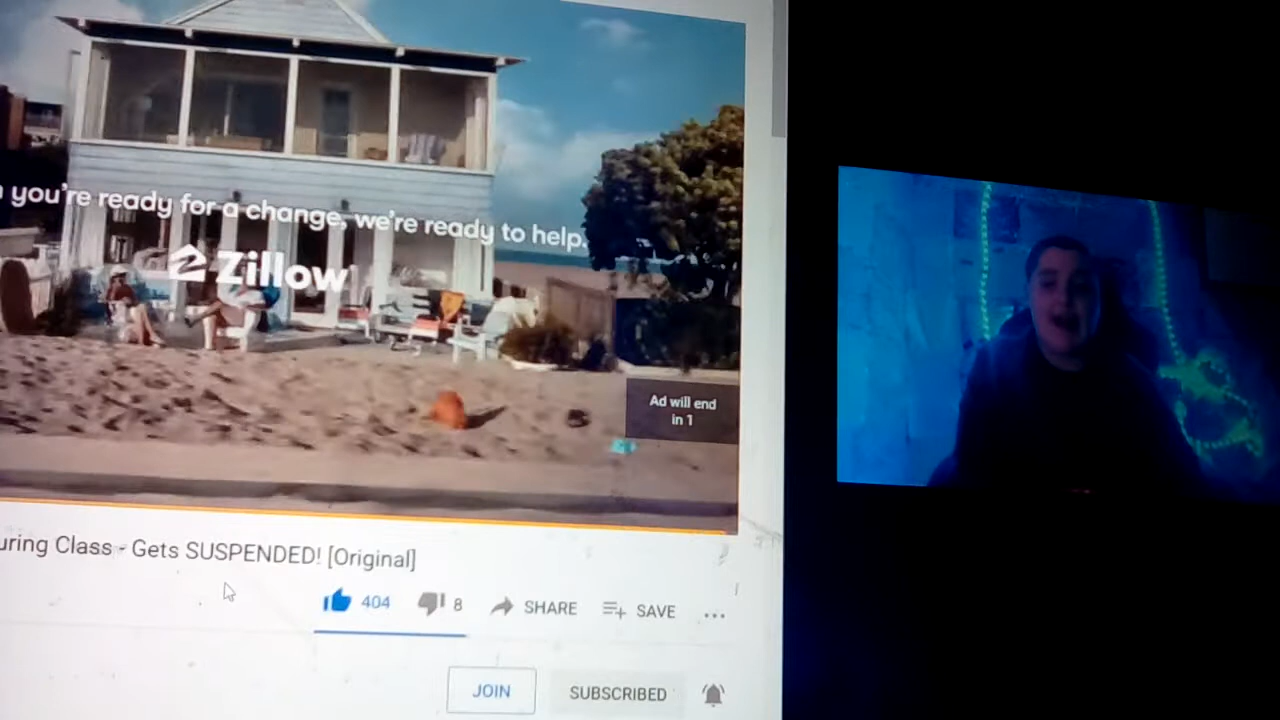 you're ready for a change, we're ready to help.
Zillow
Ad will end
in 1
uring Class - Gets SUSPENDED! [Original]
404
8
SHARE
SAVE
JOIN
SUBSCRIBED